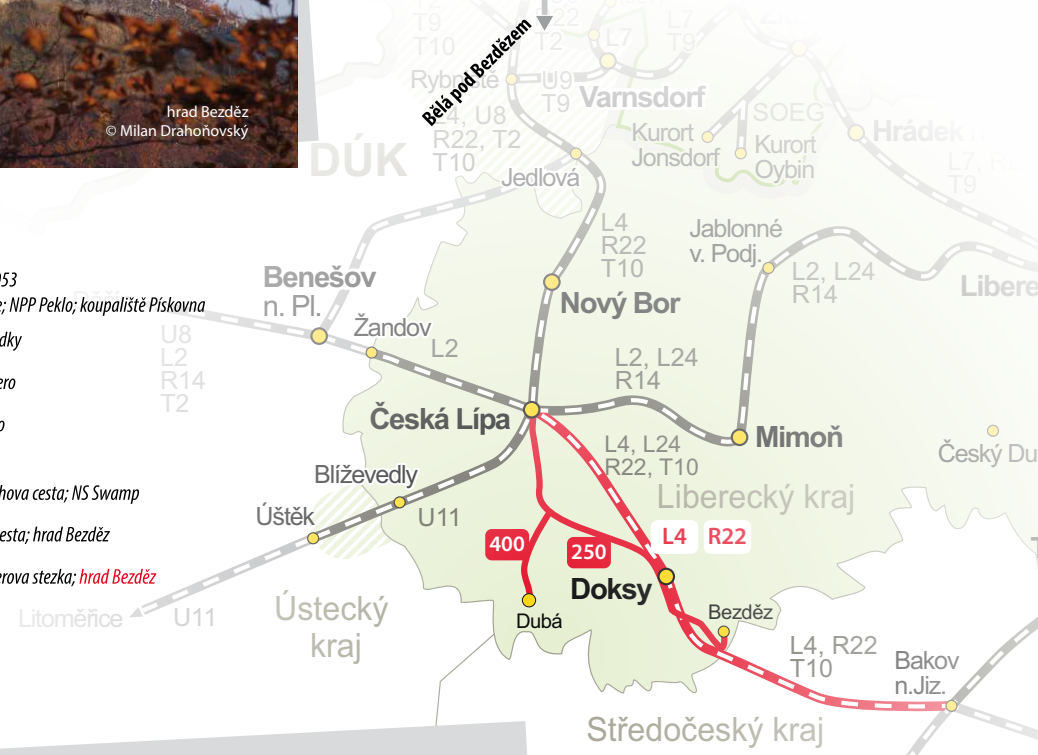 hrad Bezděz
© Milan Drahoňovský
Bělá pod Bezdězem
T2
T9
T10
Rybniště
U9
T9
L7
L7
T9
Varnsdorf
SOEG
Kurort
Jonsdorf
Kurort
Oybin
Hrádek
T9
L4, U8
R22, T2
T10
DÚK
Jedlová
L4
R22
T10
Jablonné
v. Podj.
L2, L24
R14
Benešov
n. Pl.
Nový Bor
Žandov
L2
U8
L2
R14
T2
L2, L24
R14
Česká Lípa
Mimoň
L4, L24
R22, T10
Liberecký kraj
Český Du
Blíževedly
Úštěk
U11
400
250
L4 R22
Doksy
Dubá
Bezděz
Litoměřice
U11
Ústecký
kraj
L4, R22
T10
Bakov
n.Jiz.
Středočeský kraj
053
; NPP Peklo; koupaliště Pískovna
dky
ero
o
hova cesta; NS Swamp
esta; hrad Bezděz
erova stezka; hrad Bezděz